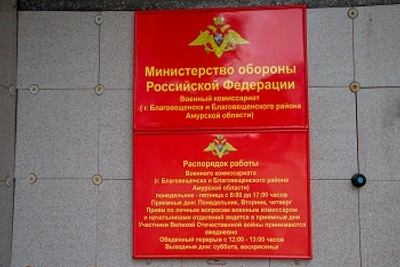 Министерство обороны
Российской Федерации
Военный комиссариат
( г. Благовещенска и Благовещенского района
Амурской области)
Распорядок работы
Военного комиссариата
(г. Благовещенска и Благовещенского района
Амурской области)
понедельник - пятница с 8:00 до 17:00 часов
Приемные дни: Понедельник, Вторник, четверг
Прием по личные вопросам военным комиссаром
и начальниками отделений ведется в приемные дни
Участники Великой Отечественной войны принимаются
ежедневно
Обеденный перерыв с 12:00 - 13:00 часов
Выходные дни: суббота, воскресенье